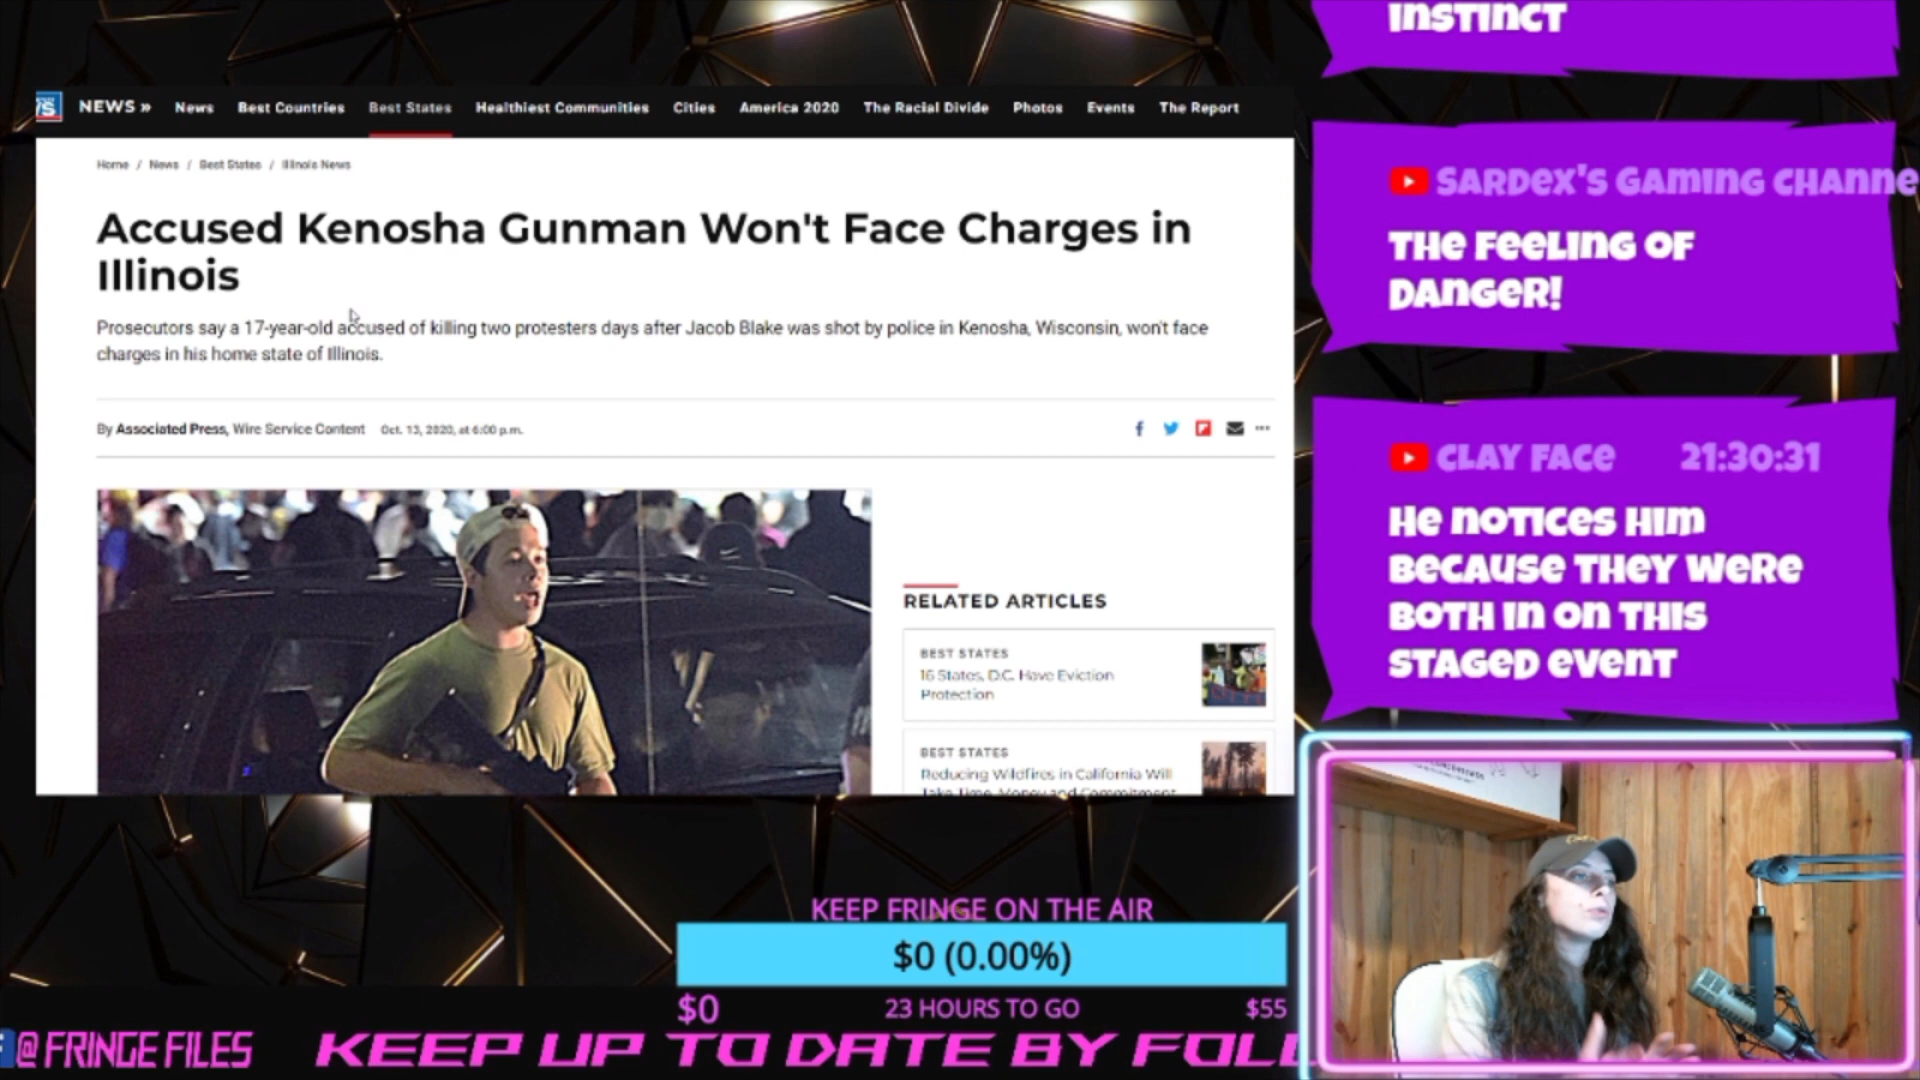 NEWS »
News
Best Countries
Best States
Healthiest Communities
Cities
America 2020
The Racial Divide
Photos
Events
The Report
Home / News / Best States / Illinois News
Accused Kenosha Gunman Won't Face Charges in
Illinois
Prosecutors say a 17-year-old accused of killing two protesters days after Jacob Blake was shot by police in Kenosha, Wisconsin, won't face
charges in his home state of Illinois.
By Associated Press, Wire Service Content Oct. 13, 2020, at 6:00 p.m.
RELATED ARTICLES
BEST STATES
16 States, D.C. Have Eviction
Protection
BEST STATES
Reducing Wildfires in California Will
Take Time, Money and Commitment
INSTINCT
SARDEX'S GAMING CHANNE
THE FEELING OF
DANGER!
CLAY FACE 21:30:31
HE NOTICES HIM
BECAUSE THEY WERE
BOTH IN ON THIS
STAGED EVENT
KEEP FRINGE ON THE AIR
$0 (0.00%)
$0 23 HOURS TO GO $55
@FRINGE FILES KEEP UP TO DATE BY FOLL